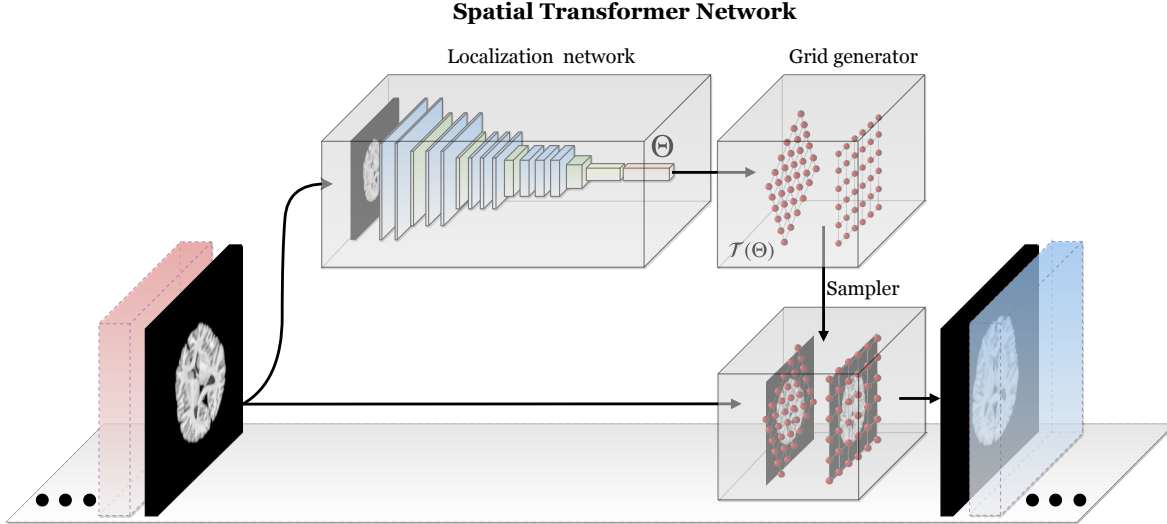 Spatial Transformer Network
Localization network
Grid generator
Θ
𝒯(Θ)
Sampler